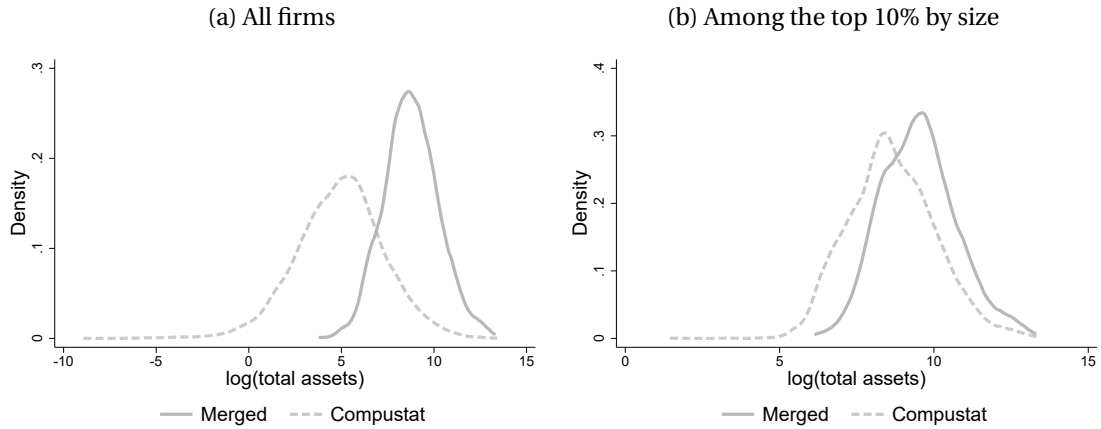 (a) All firms
.3
.2
.1
0
Density
-10 -5 0 5 10 15
log(total assets)
Merged Compustat
(b) Among the top 10% by size
.4
.3
.2
.1
0
Density
0 5 10 15
log(total assets)
Merged Compustat